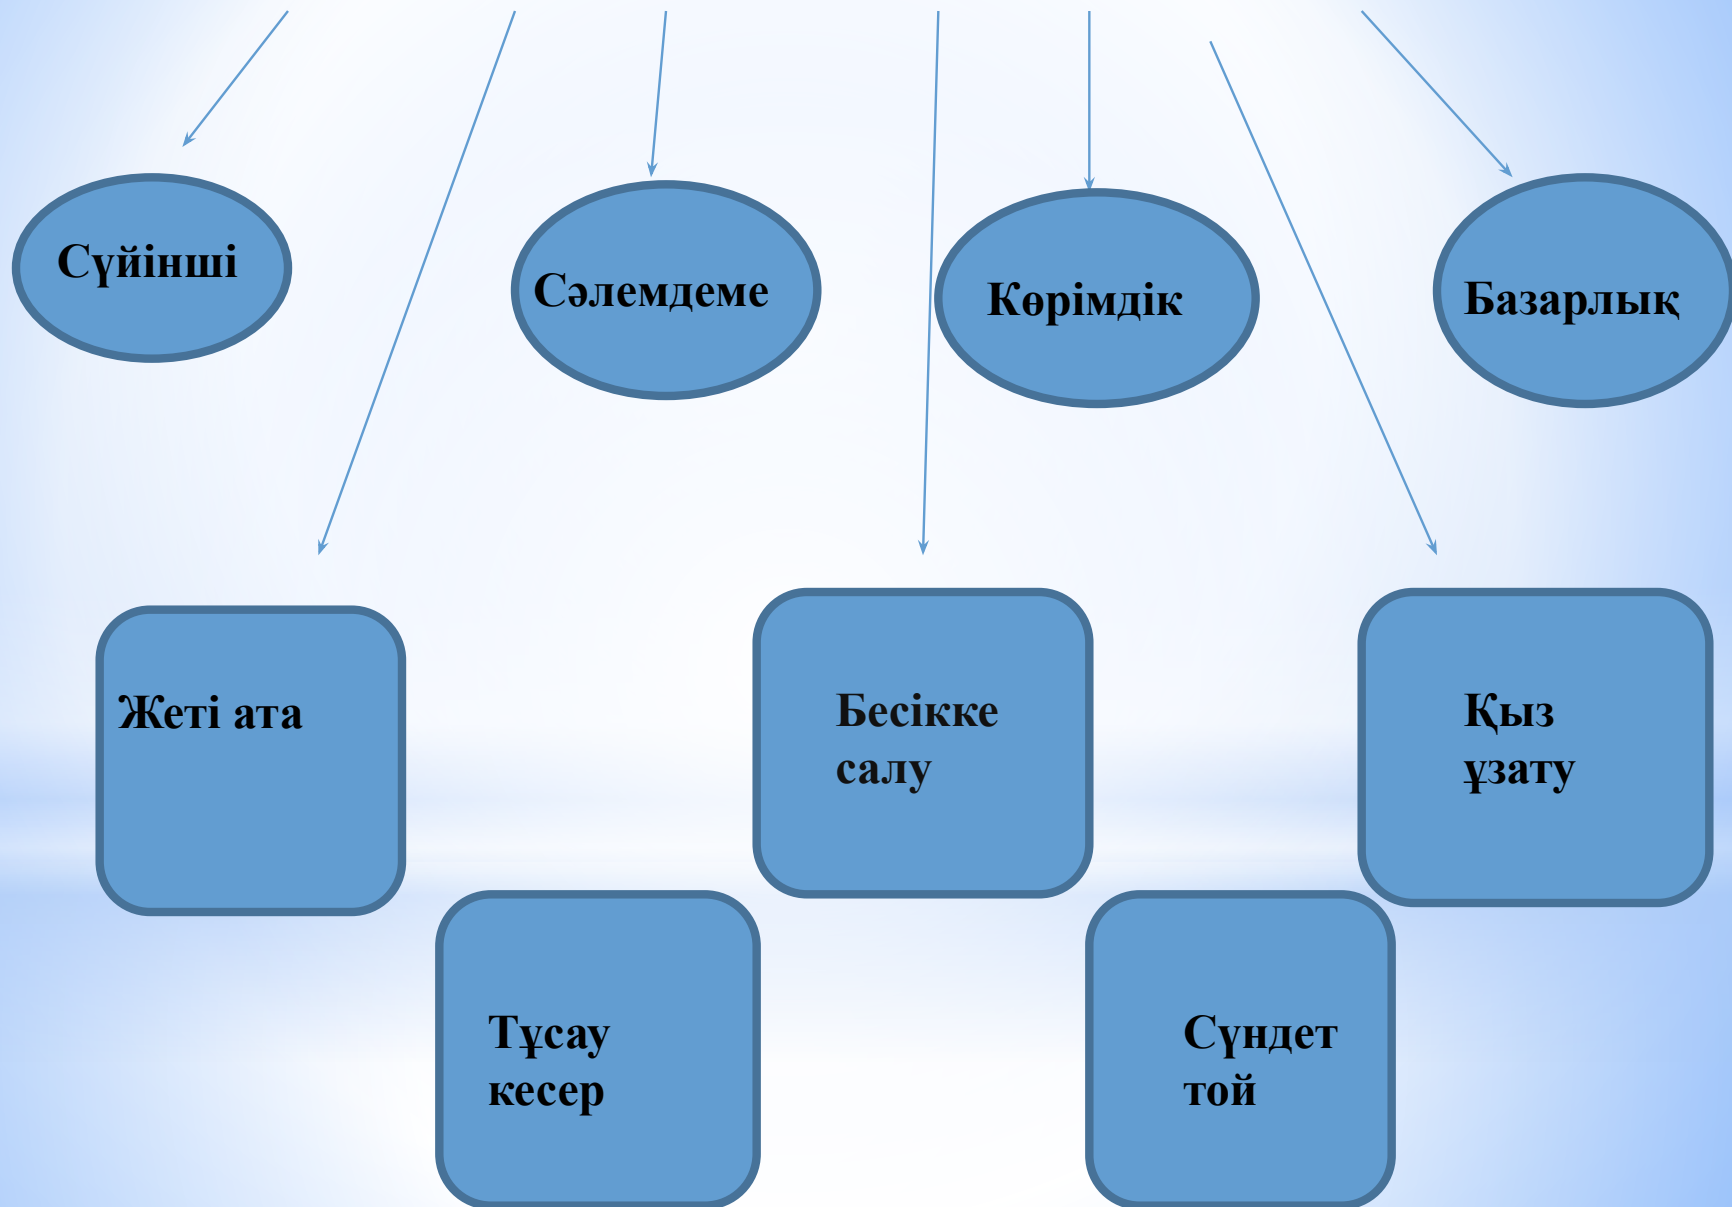 Сүйінші
Сәлемдеме
Көрімдік
Базарлық
Жеті ата
Бесікке
салу
Қыз
ұзату
Тұсау
кесер
Сүндет
той